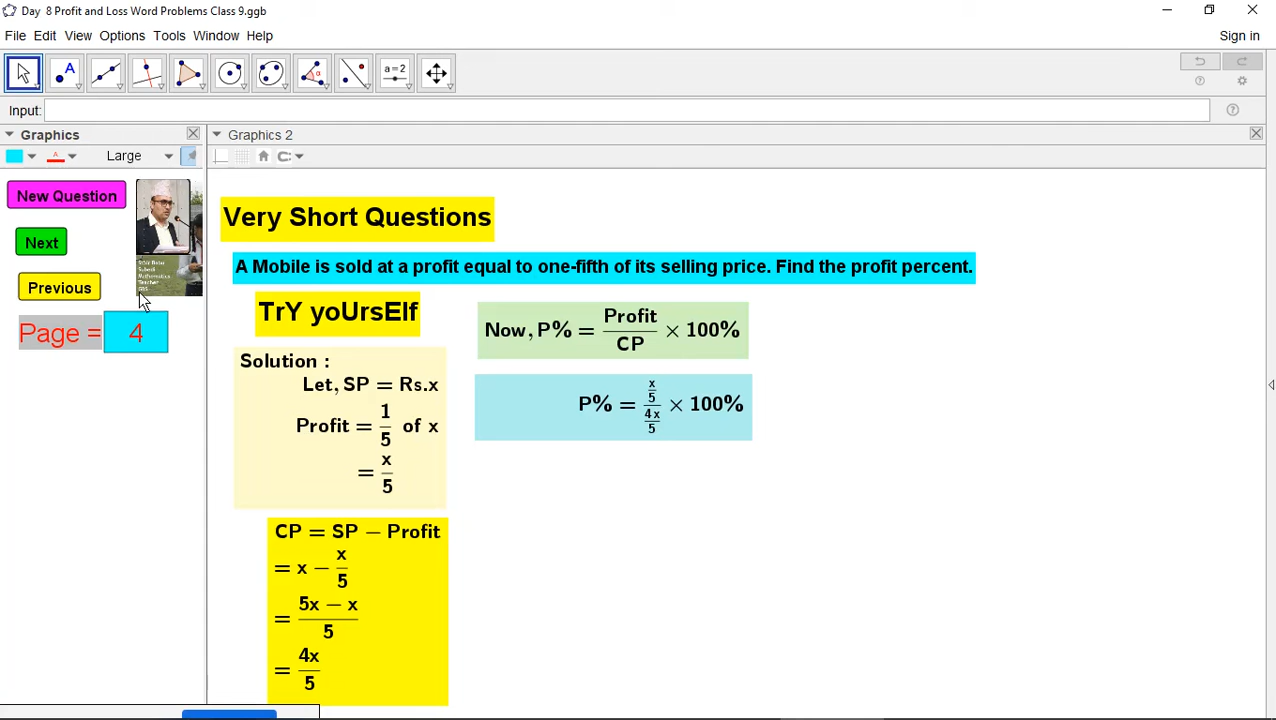 Day 8 Profit and Loss Word Problems Class 9.ggb
File Edit View Options Tools Window Help
Sign in
A
α
a=2
Input:
Graphics
Graphics 2
A
Large
New Question
Next
Previous
Page = 4
Subedi
Mathematics
Teacher
Very Short Questions
A Mobile is sold at a profit equal to one-fifth of its selling price. Find the profit percent.
TrY yoUrsElf
Solution :
Let, SP = Rs.x
Profit = 1/5 of x
= x/5
CP = SP − Profit
= x − x/5
= (5x − x)/5
= 4x/5
Now, P% = Profit/CP × 100%
P% = (x/5)/(4x/5) × 100%